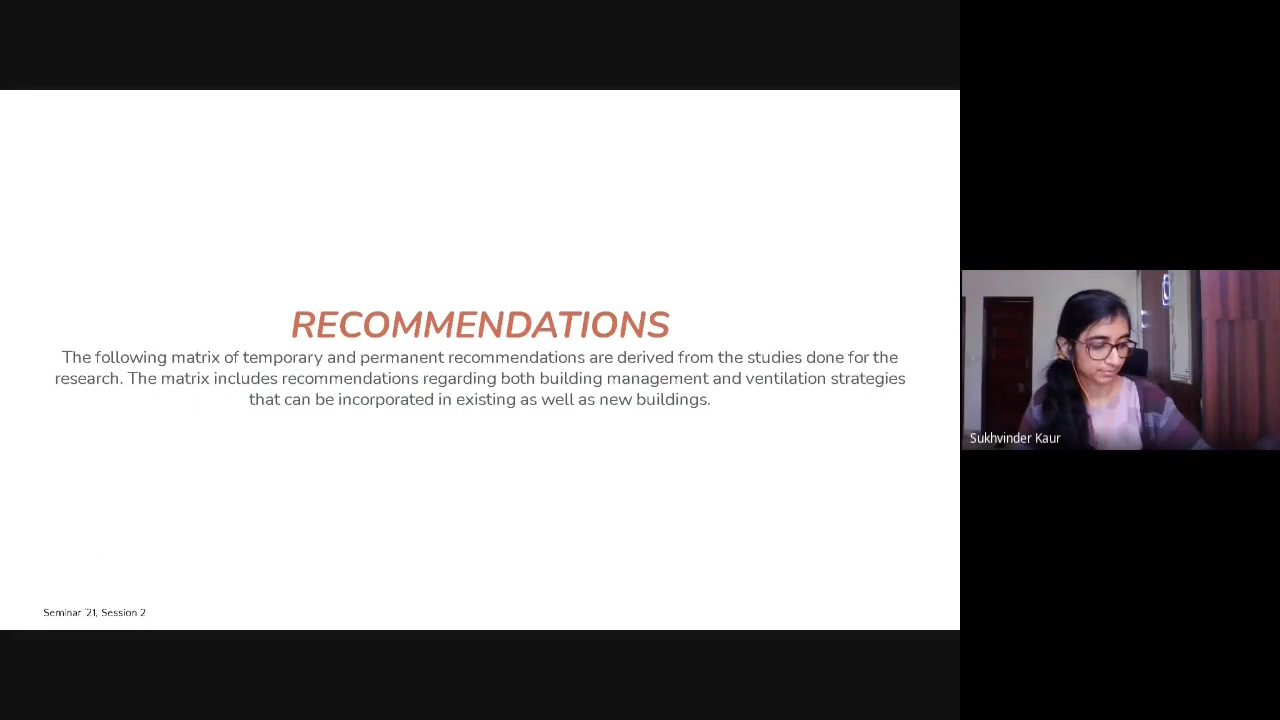 RECOMMENDATIONS
The following matrix of temporary and permanent recommendations are derived from the studies done for the
research. The matrix includes recommendations regarding both building management and ventilation strategies
that can be incorporated in existing as well as new buildings.
Sukhvinder Kaur
Seminar '21, Session 2